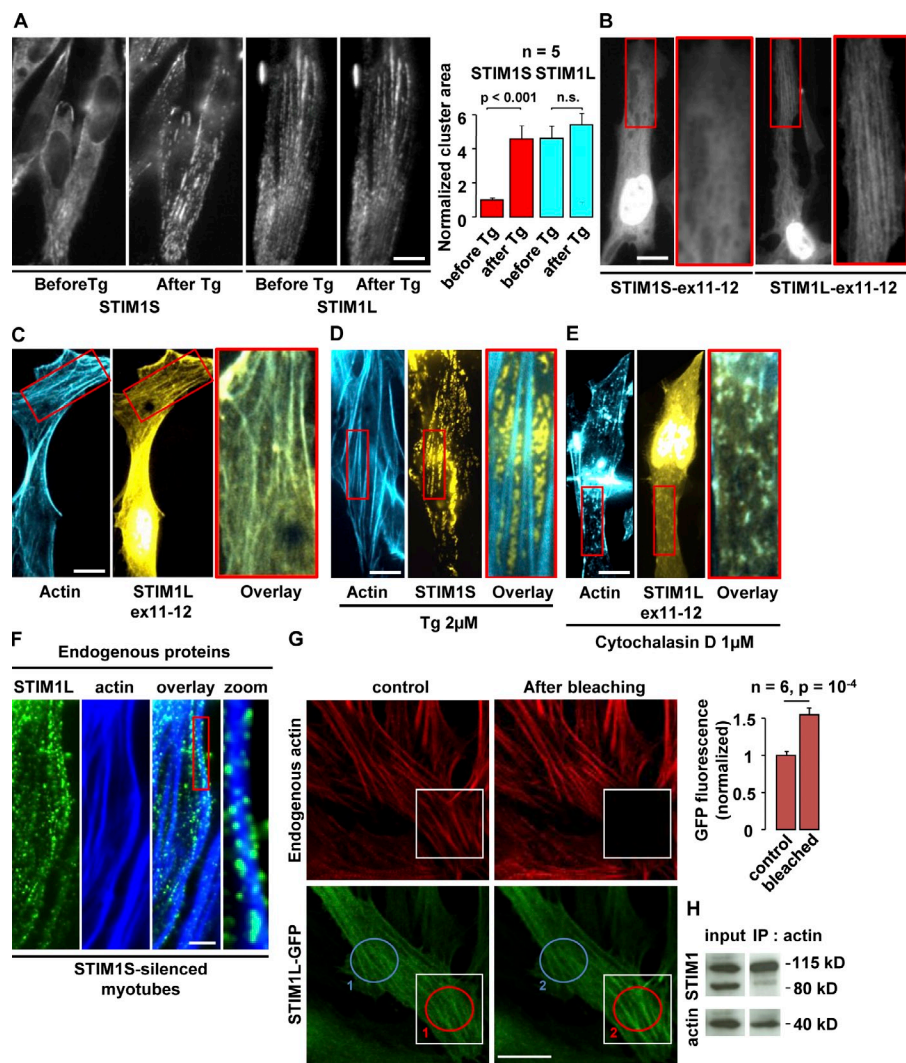 A
n = 5
STIM1S STIM1L
p < 0.001
n.s.
Normalized cluster area
6
4
2
0
before Tg
after Tg
before Tg
after Tg
BeforeTg
After Tg
Before Tg
After Tg
STIM1S
STIM1L
B
STIM1S-ex11-12
STIM1L-ex11-12
C
Actin
STIM1L
ex11-12
Overlay
D
Actin
STIM1S
Overlay
Tg 2µM
E
Actin
STIM1L
ex11-12
Overlay
Cytochalasin D 1µM
F
Endogenous proteins
STIM1L
actin
overlay
zoom
STIM1S-silenced
myotubes
G
control
After bleaching
Endogenous actin
STIM1L-GFP
1
1
2
2
n = 6, p = 10⁻⁴
GFP fluorescence
(normalized)
1.5
1
0.5
0
control
bleached
H
input
IP : actin
STIM1
-115 kD
- 80 kD
actin
- 40 kD